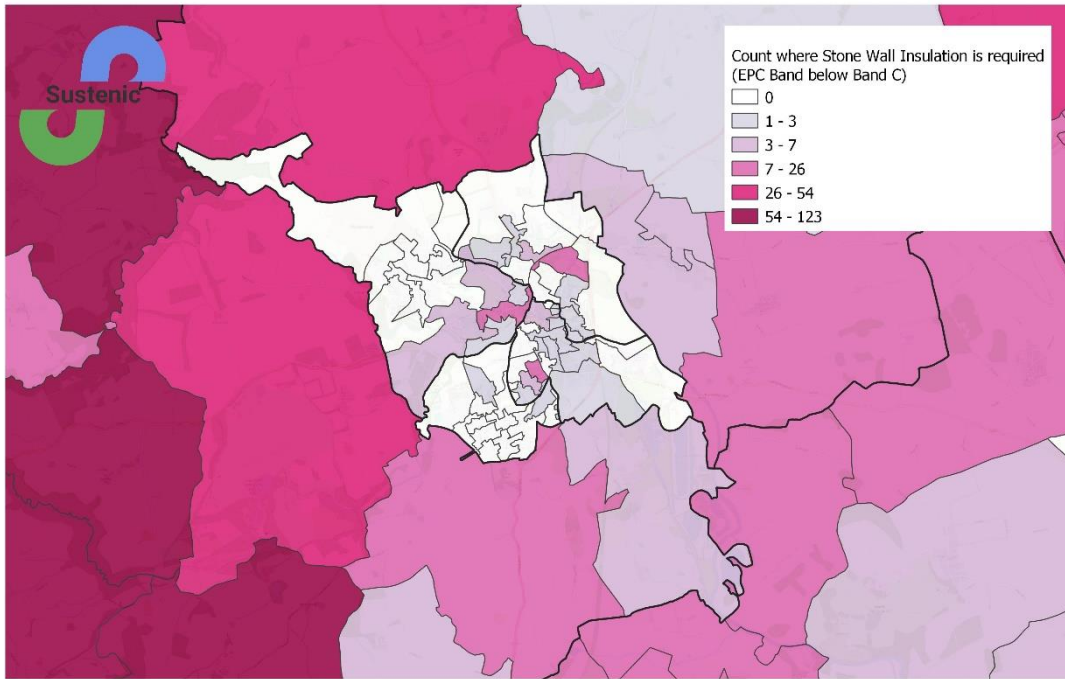 Sustenic
Count where Stone Wall Insulation is required
(EPC Band below Band C)
0
1 - 3
3 - 7
7 - 26
26 - 54
54 - 123